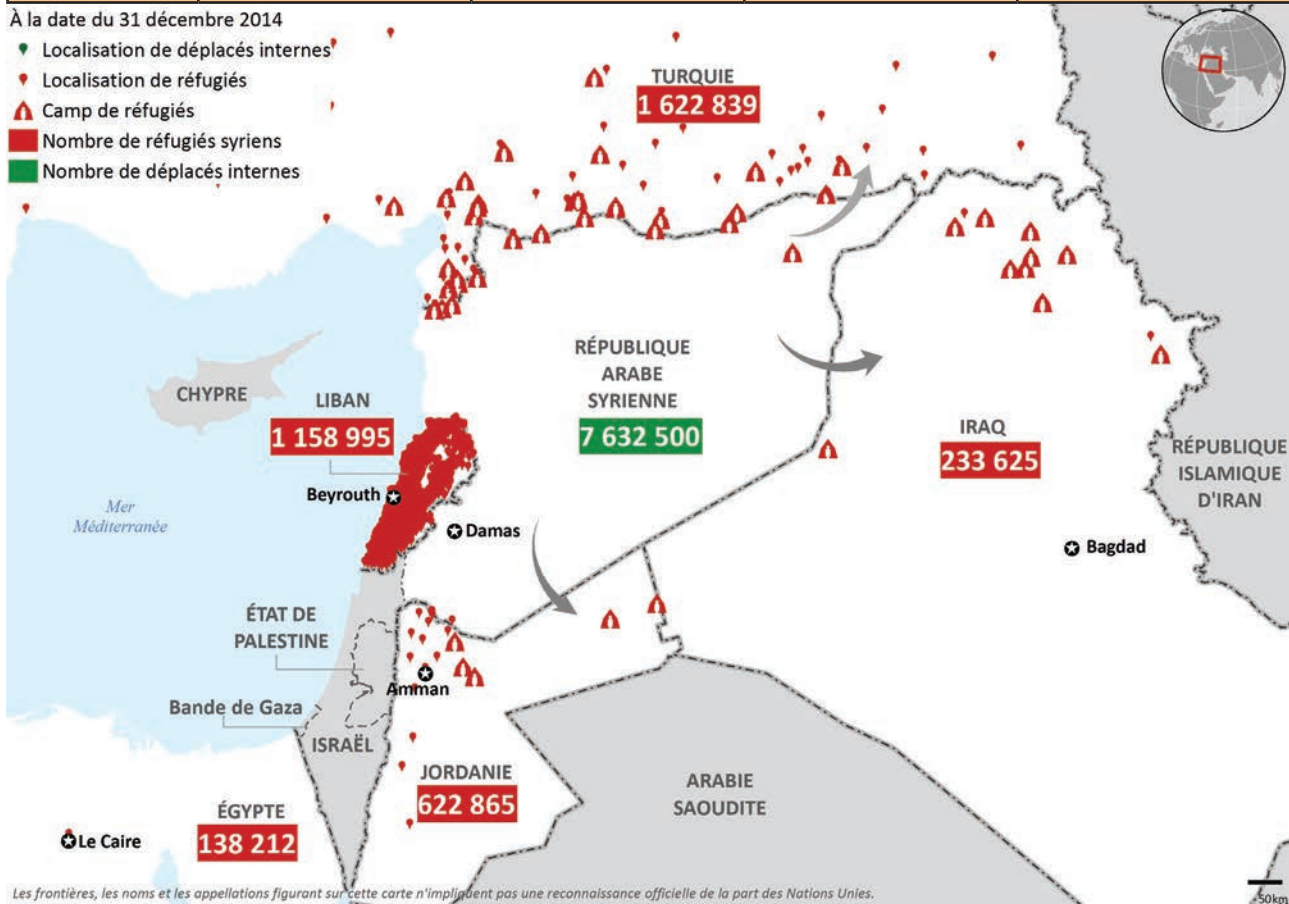 À la date du 31 décembre 2014
Localisation de déplacés internes
Localisation de réfugiés
Camp de réfugiés
Nombre de réfugiés syriens
Nombre de déplacés internes
TURQUIE
1 622 839
CHYPRE
LIBAN
1 158 995
RÉPUBLIQUE
ARABE
SYRIENNE
7 632 500
IRAQ
233 625
RÉPUBLIQUE
ISLAMIQUE
D'IRAN
Beyrouth
Mer
Méditerranée
Damas
Bagdad
ÉTAT DE
PALESTINE
Amman
Bande de Gaza
ISRAËL
JORDANIE
622 865
ARABIE
SAOUDITE
ÉGYPTE
138 212
Le Caire
Les frontières, les noms et les appellations figurant sur cette carte n'impliquent pas une reconnaissance officielle de la part des Nations Unies.
50km